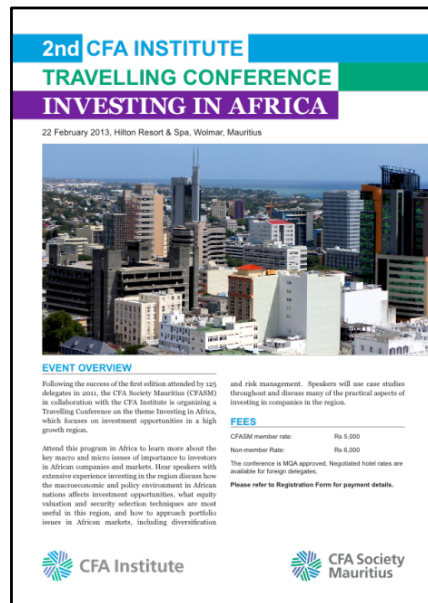 2nd CFA INSTITUTE
TRAVELLING CONFERENCE
INVESTING IN AFRICA
22 February 2013, Hilton Resort & Spa, Wolmar, Mauritius
EVENT OVERVIEW
Following the success of the first edition attended by 125
delegates in 2011, the CFA Society Mauritius (CFASM)
in collaboration with the CFA Institute is organizing a
Travelling Conference on the theme Investing in Africa,
which focuses on investment opportunities in a high
growth region.
Attend this program in Africa to learn more about the
key macro and micro issues of importance to investors
in African companies and markets. Hear speakers with
extensive experience investing in the region discuss how
the macroeconomic and policy environment in African
nations affects investment opportunities, what equity
valuation and security selection techniques are most
useful in this region, and how to approach portfolio
issues in African markets, including diversification
and risk management. Speakers will use case studies
throughout and discuss many of the practical aspects of
investing in companies in the region.
FEES
CFASM member rate: Rs 5,000
Non-member Rate: Rs 6,000
The conference is MQA approved. Negotiated hotel rates are
available for foreign delegates.
Please refer to Registration Form for payment details.
CFA Institute
CFA Society
Mauritius